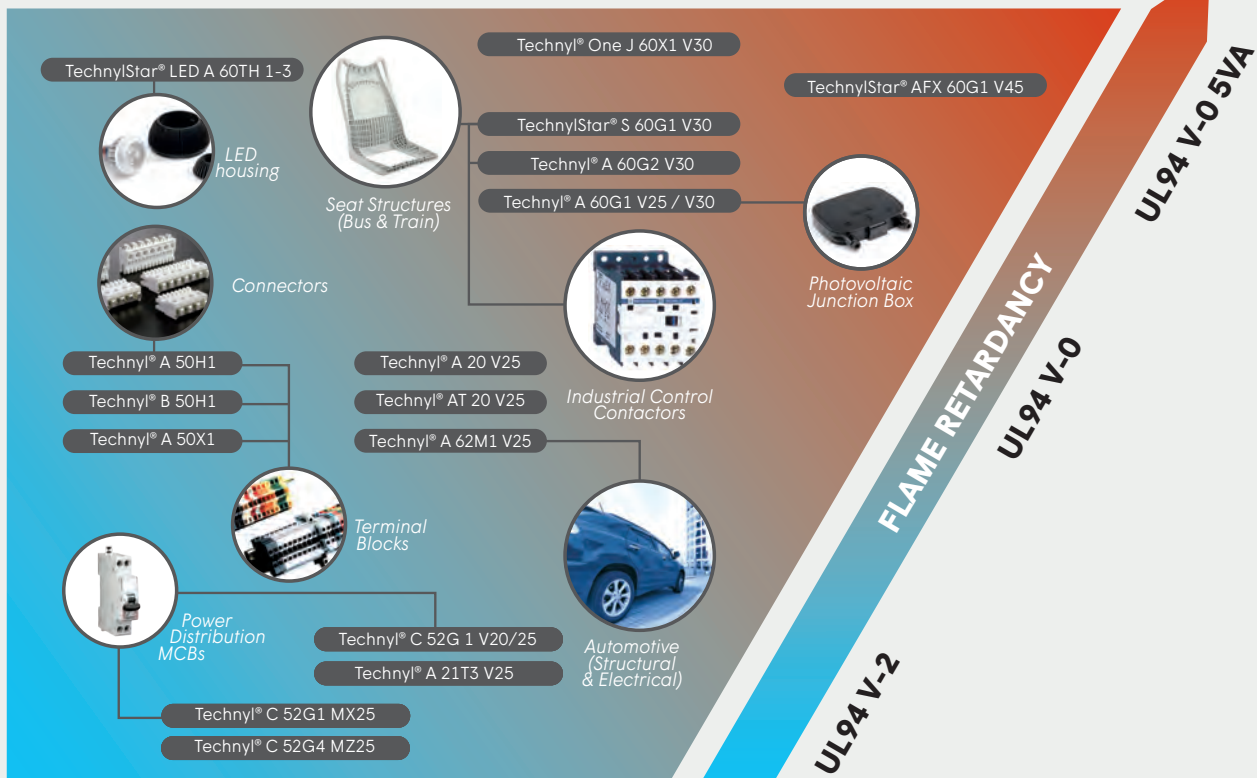 Technyl® One J 60X1 V30
TechnylStar® LED A 60TH 1-3
TechnylStar® AFX 60G1 V45
LED
housing
TechnylStar® S 60G1 V30
Technyl® A 60G2 V30
Technyl® A 60G1 V25 / V30
Seat Structures
(Bus & Train)
Photovoltaic
Junction Box
Connectors
Technyl® A 50H1
Technyl® B 50H1
Technyl® A 50X1
Technyl® A 20 V25
Technyl® AT 20 V25
Technyl® A 62M1 V25
Industrial Control
Contactors
Terminal
Blocks
Power
Distribution
MCBs
Technyl® C 52G 1 V20/25
Technyl® A 21T3 V25
Automotive
(Structural
& Electrical)
Technyl® C 52G1 MX25
Technyl® C 52G4 MZ25
FLAME RETARDANCY
UL94 V-0 5VA
UL94 V-0
UL94 V-2